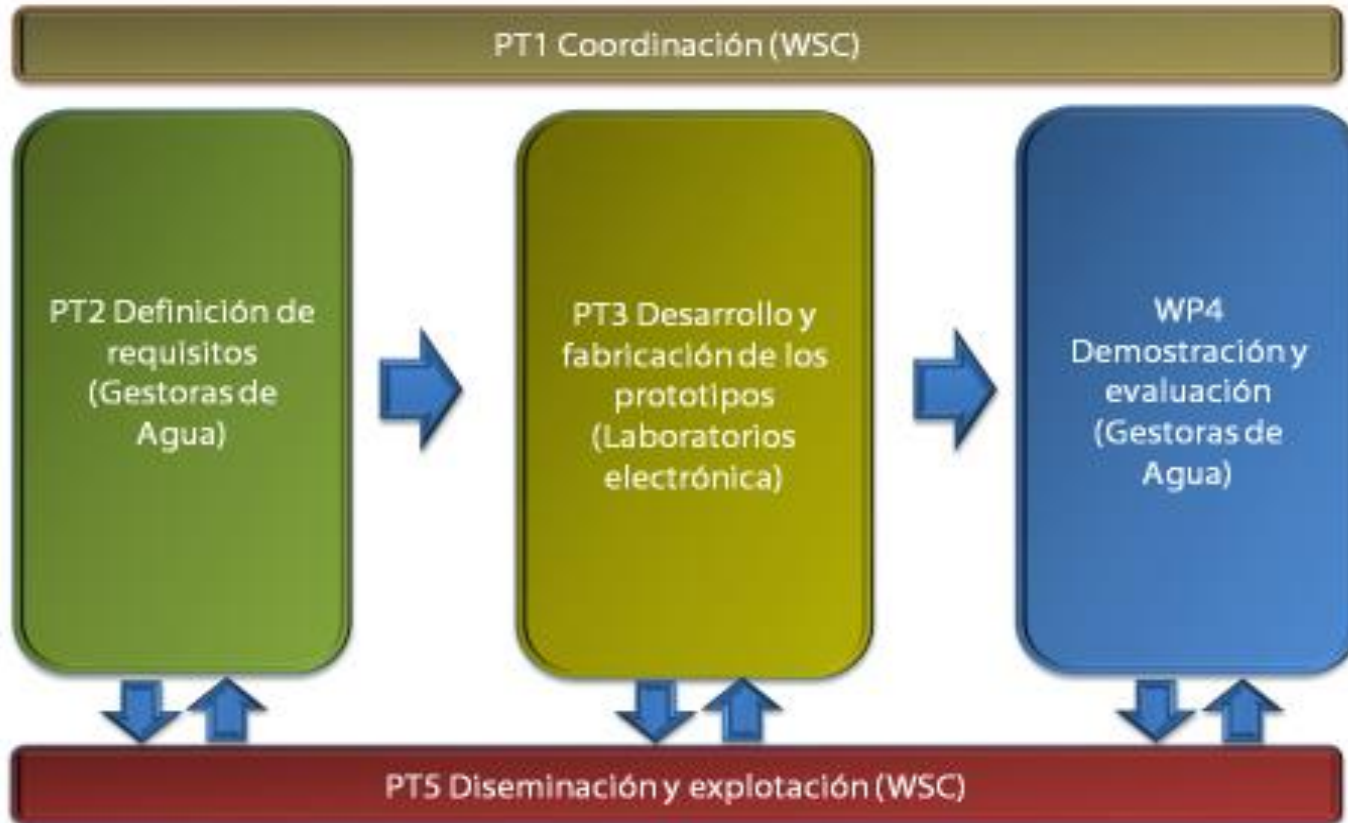 PT1 Coordinación (WSC)
PT2 Definición de
requisitos
(Gestoras de
Agua)
PT3 Desarrollo y
fabricación de los
prototipos
(Laboratorios
electrónica)
WP4
Demostración y
evaluación
(Gestoras de
Agua)
PT5 Diseminación y explotación (WSC)